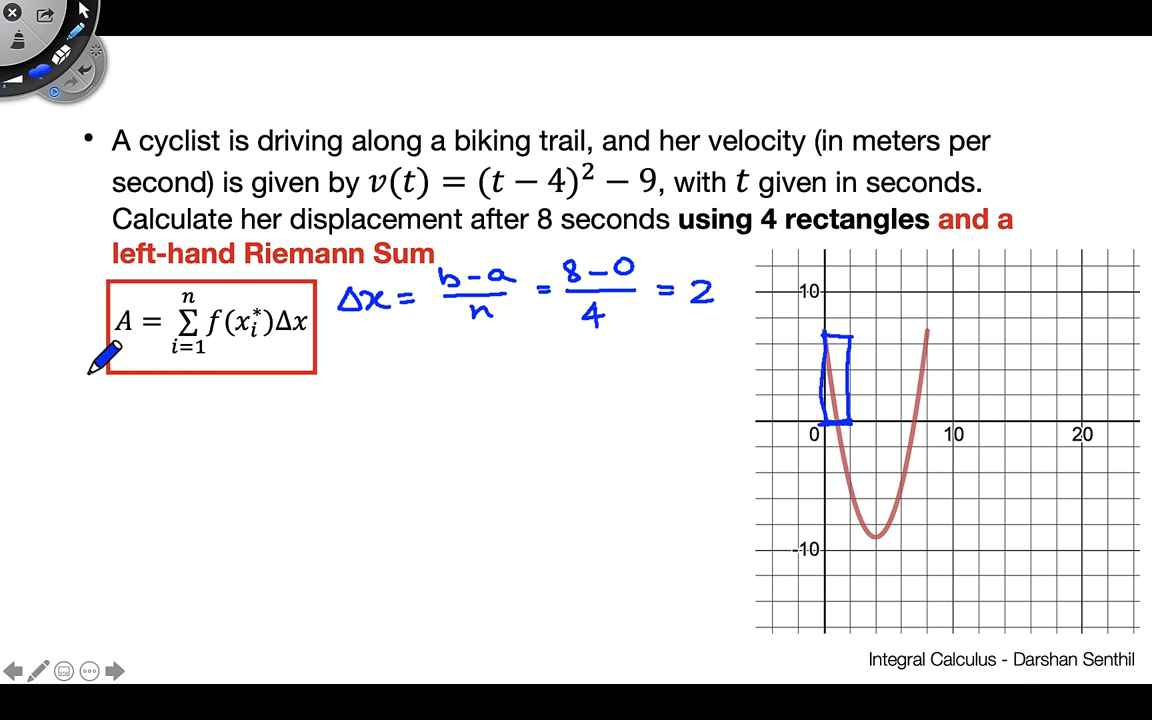 • A cyclist is driving along a biking trail, and her velocity (in meters per
second) is given by v(t) = (t − 4)² − 9, with t given in seconds.
Calculate her displacement after 8 seconds using 4 rectangles and a
left-hand Riemann Sum
A = ∑ⁿᵢ₌₁ f(xᵢ*)Δx
Δx = (b-a)/n = (8-0)/4 = 2
10
0 10 20
-10
Integral Calculus - Darshan Senthil